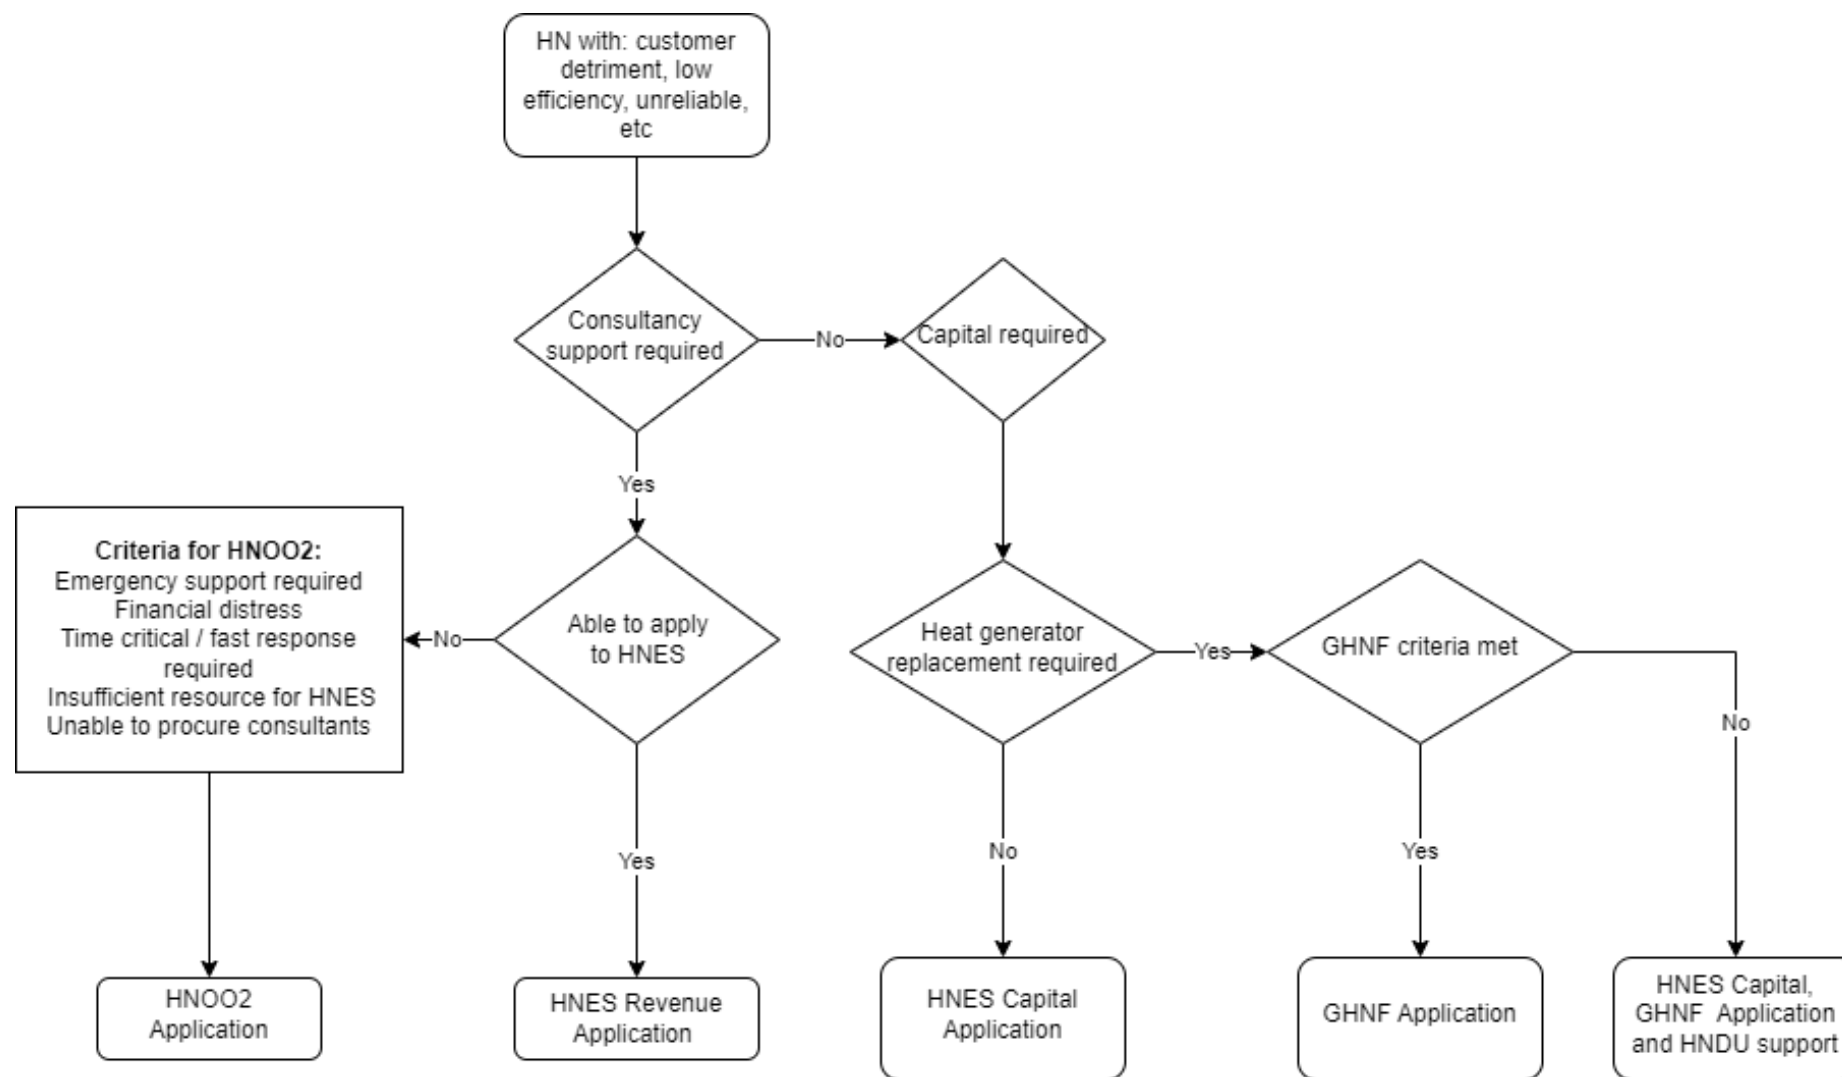 HN with: customer
detriment, low
efficiency, unreliable,
etc
Consultancy
support required
No
Capital required
Yes
Criteria for HNOO2:
Emergency support required
Financial distress
Time critical / fast response
required
Insufficient resource for HNES
Unable to procure consultants
No
Able to apply
to HNES
Heat generator
replacement required
Yes
GHNF criteria met
No
Yes
No
Yes
HNOO2
Application
HNES Revenue
Application
HNES Capital
Application
GHNF Application
HNES Capital,
GHNF Application
and HNDU support